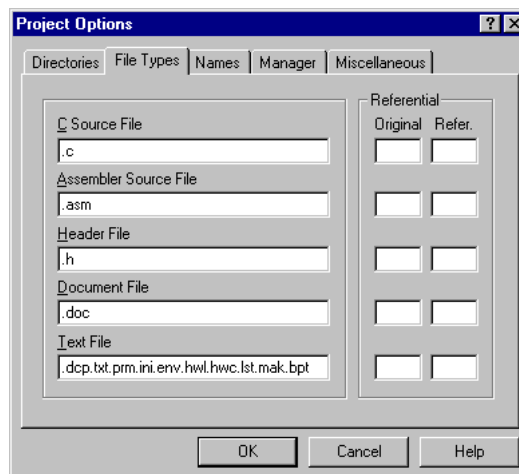 Project Options
Directories File Types Names Manager Miscellaneous
Referential
C Source File Original Refer.
.c
Assembler Source File
.asm
Header File
.h
Document File
.doc
Text File
.dcp.txt.prm.ini.env.hwl.hwc.lst.mak.bpt
OK Cancel Help